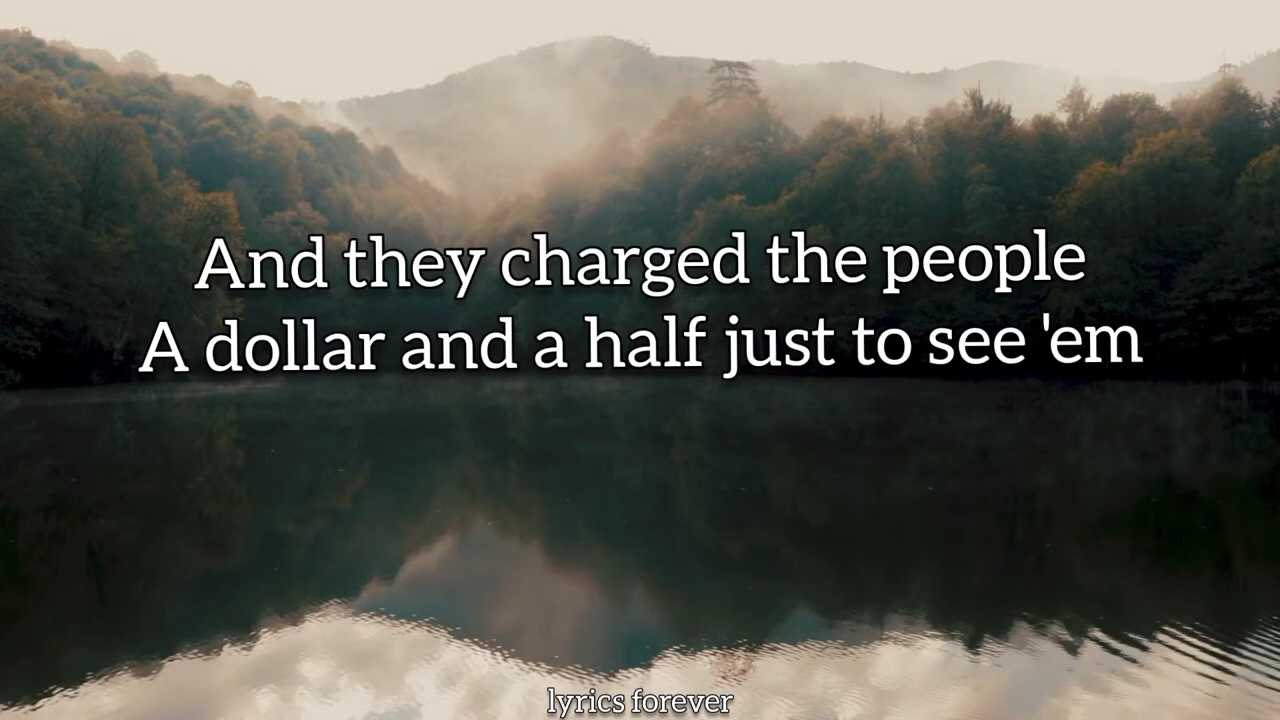 And they charged the people
A dollar and a half just to see 'em
lyrics forever